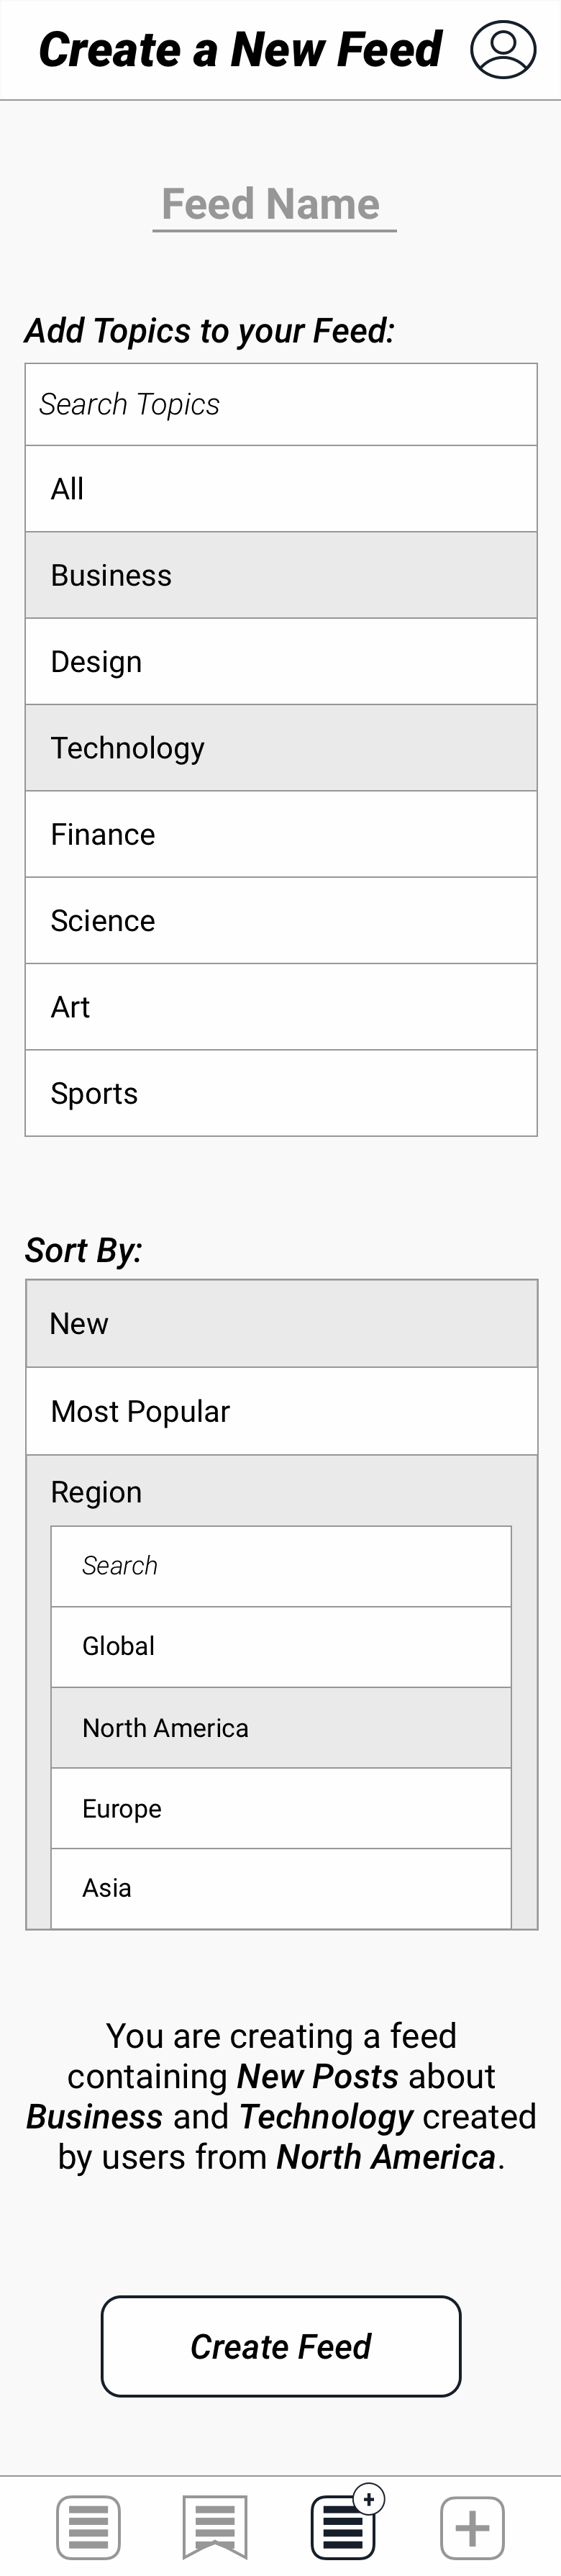 Create a New Feed
Feed Name
Add Topics to your Feed:
Search Topics
All
Business
Design
Technology
Finance
Science
Art
Sports
Sort By:
New
Most Popular
Region
Search
Global
North America
Europe
Asia
You are creating a feed
containing New Posts about
Business and Technology created
by users from North America.
Create Feed